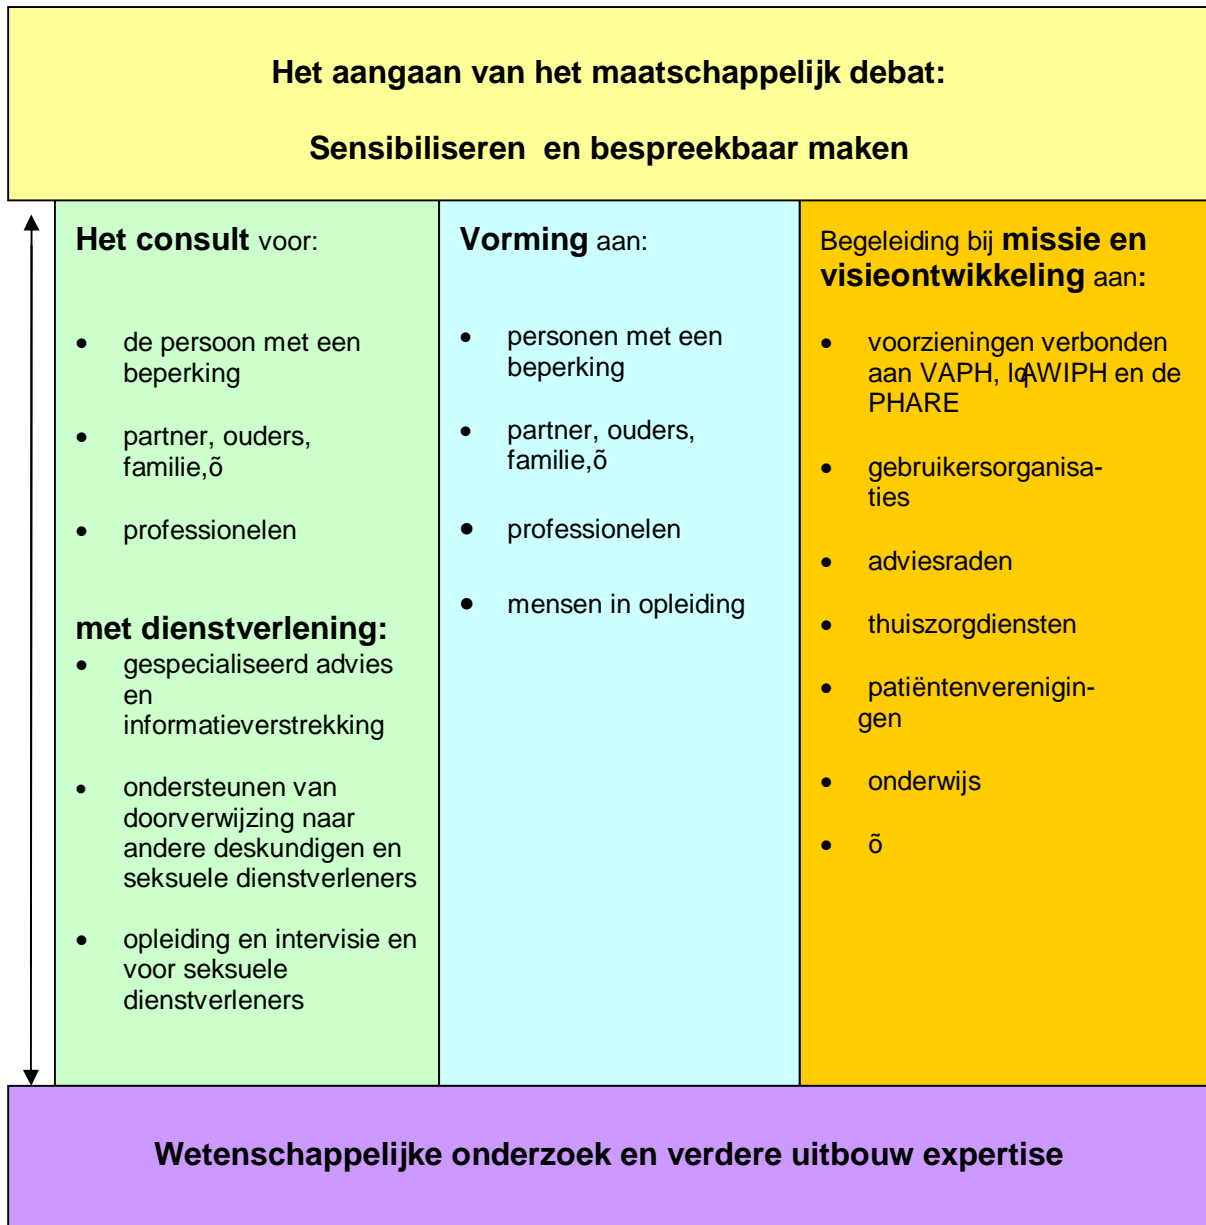 Het aangaan van het maatschappelijk debat:
Sensibiliseren en bespreekbaar maken
Het consult voor:
• de persoon met een
beperking
• partner, ouders,
familie,õ
• professionelen
met dienstverlening:
• gespecialiseerd advies
en
informatieverstrekking
• ondersteunen van
doorverwijzing naar
andere deskundigen en
seksuele dienstverleners
• opleiding en intervisie en
voor seksuele
dienstverleners
Vorming aan:
• personen met een
beperking
• partner, ouders,
familie,õ
• professionelen
• mensen in opleiding
Begeleiding bij missie en
visieontwikkeling aan:
• voorzieningen verbonden
aan VAPH, en de
PHARE
• gebruikersorganisa-
ties
• adviesraden
• thuiszorgdiensten
• patiëntenverenigin-
gen
• onderwijs
• õ
Wetenschappelijke onderzoek en verdere uitbouw expertise